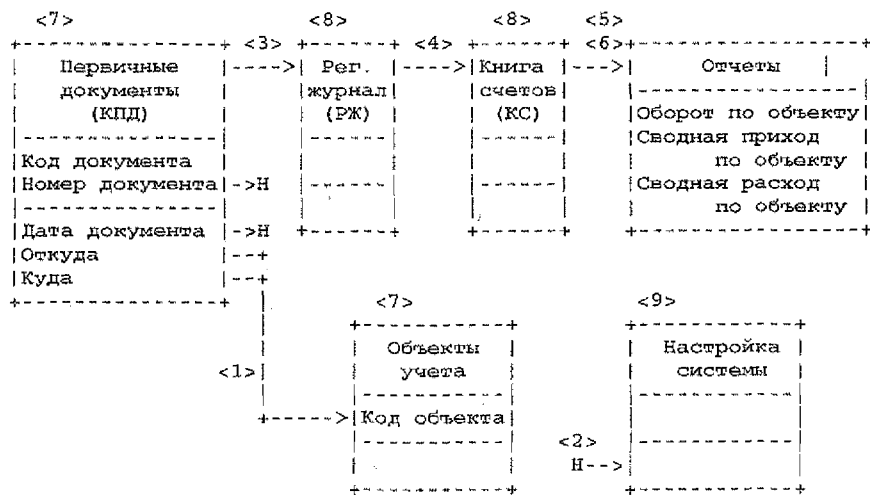 <7> <8> <8> <5>
<3> <4> <6>
Первичные Рег. Книга Отчеты
документы журнал счетов
(КПД) (РЖ) (КС) Оборот по объекту
Сводная приход
Код документа по объекту
Номер документа ->Н Сводная расход
по объекту
Дата документа ->Н
Откуда
Куда
<7> <9>
Объекты Настройка
<1> учета системы
Код объекта
<2>
Н-->